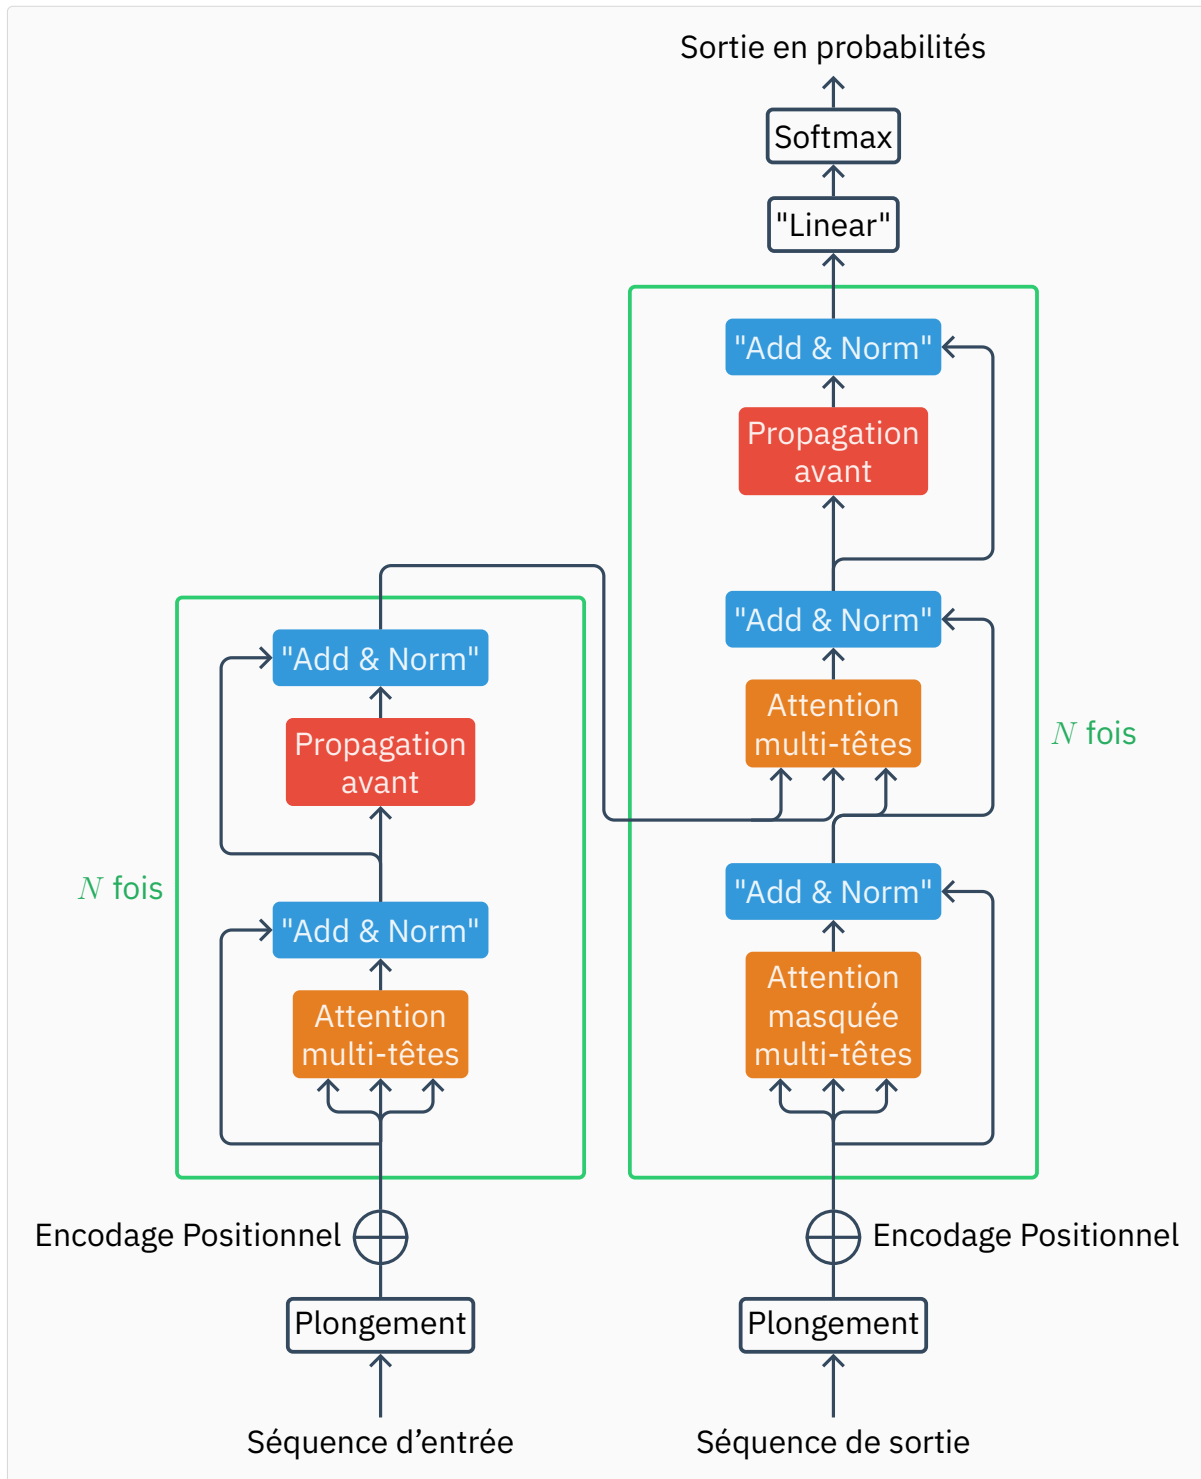 Sortie en probabilités
Softmax
"Linear"
"Add & Norm"
Propagation
avant
"Add & Norm"
Attention
multi-têtes
N fois
"Add & Norm"
Attention
masquée
multi-têtes
"Add & Norm"
Propagation
avant
N fois
"Add & Norm"
Attention
multi-têtes
Encodage Positionnel
Encodage Positionnel
Plongement
Plongement
Séquence d’entrée
Séquence de sortie